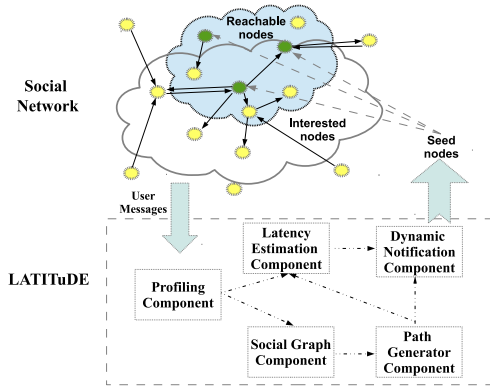 Reachable
nodes
Social
Network
Interested
nodes
Seed
nodes
User
Messages
LATITuDE
Latency
Estimation
Component
Dynamic
Notification
Component
Profiling
Component
Social Graph
Component
Path
Generator
Component